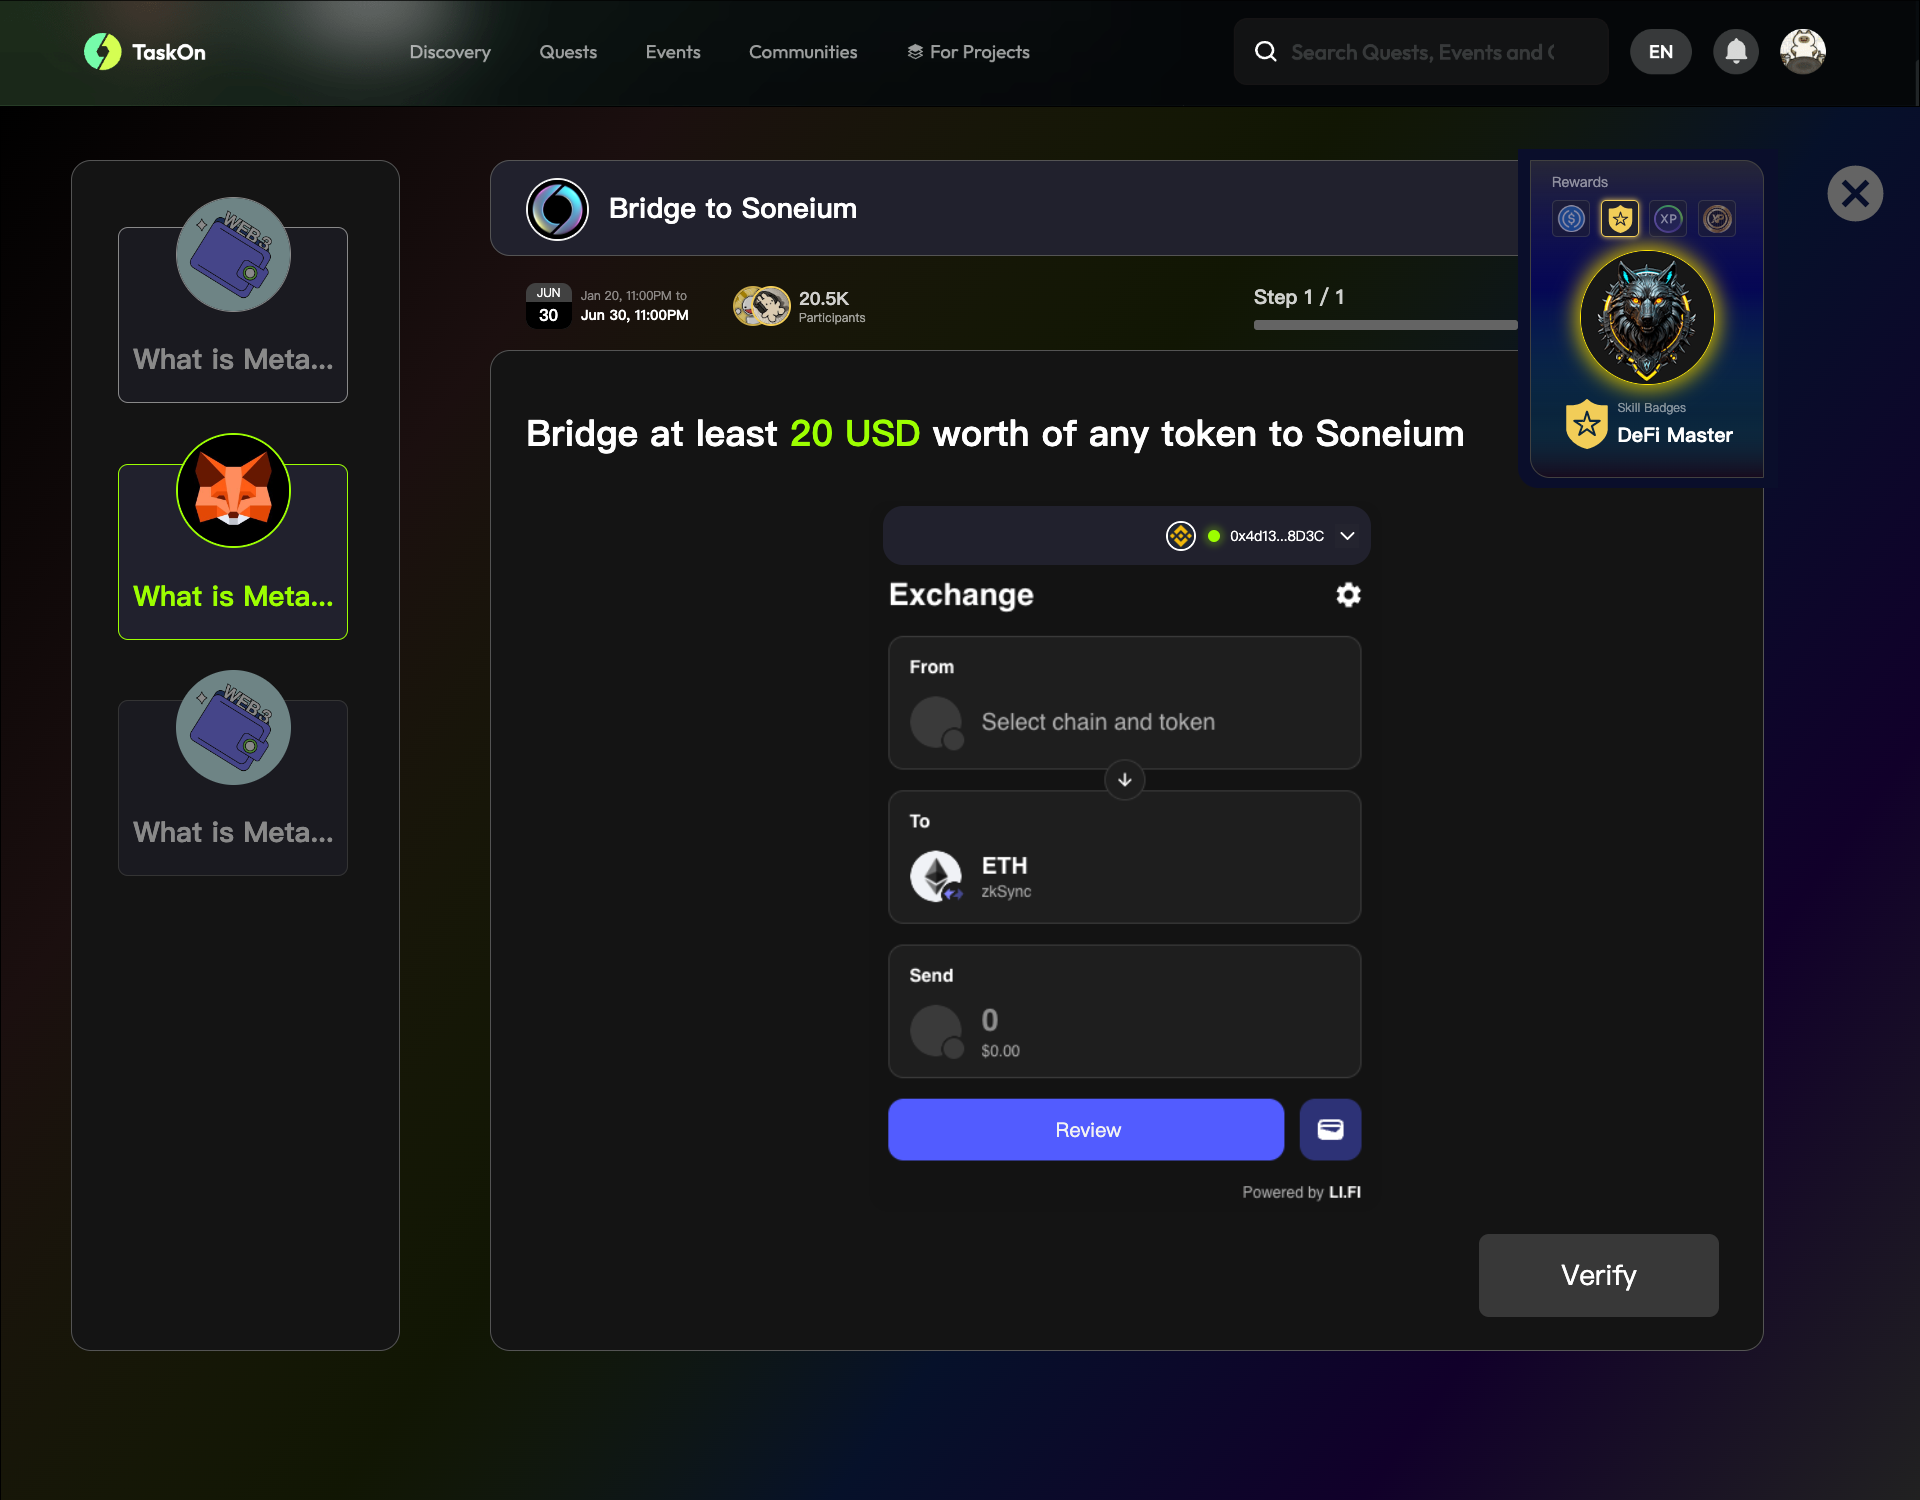 TaskOn
Discovery
Quests
Events
Communities
For Projects
Search Quests, Events and
EN
WEB3
What is Meta...
What is Meta...
WEB3
What is Meta...
Bridge to Soneium
JUN
30
Jan 20, 11:00PM to
Jun 30, 11:00PM
20.5K
Participants
Step 1 / 1
Rewards
XP
XP
Skill Badges
DeFi Master
Bridge at least 20 USD worth of any token to Soneium
0x4d13...8D3C
Exchange
From
Select chain and token
To
ETH
zkSync
Send
0
$0.00
Review
Powered by LI.FI
Verify